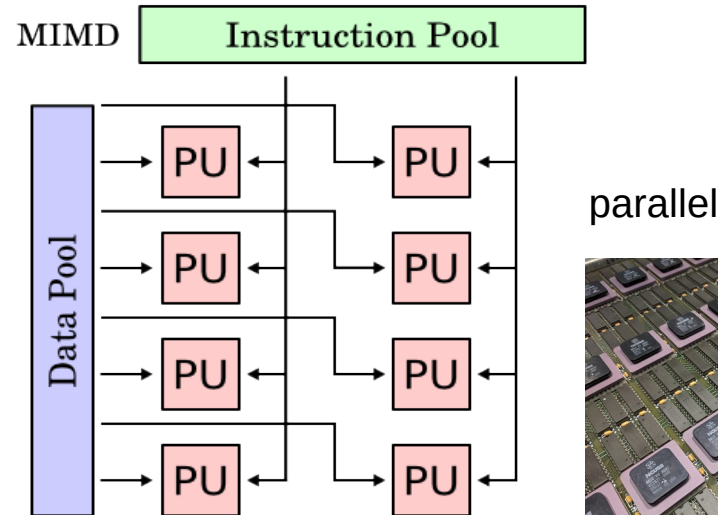 MIMD
Instruction Pool
Data Pool
PU PU
PU PU
PU PU
PU PU
parallel